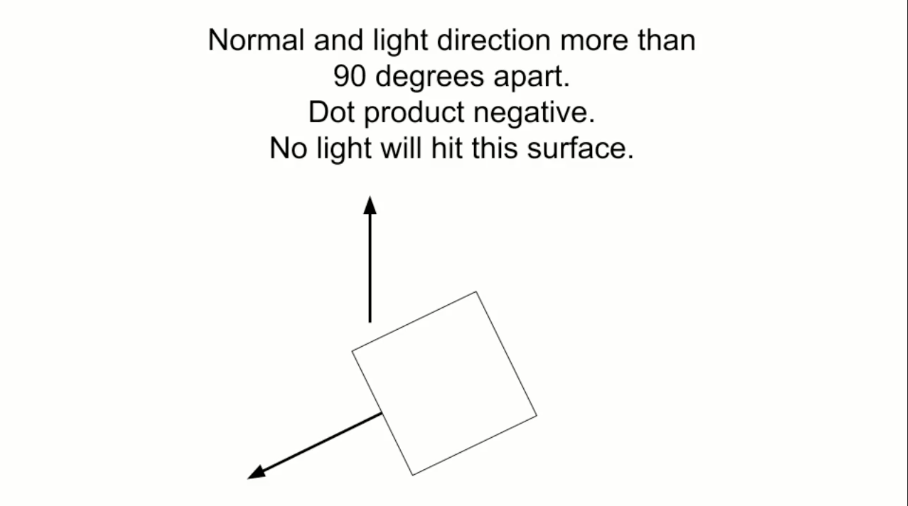 Normal and light direction more than
90 degrees apart.
Dot product negative.
No light will hit this surface.